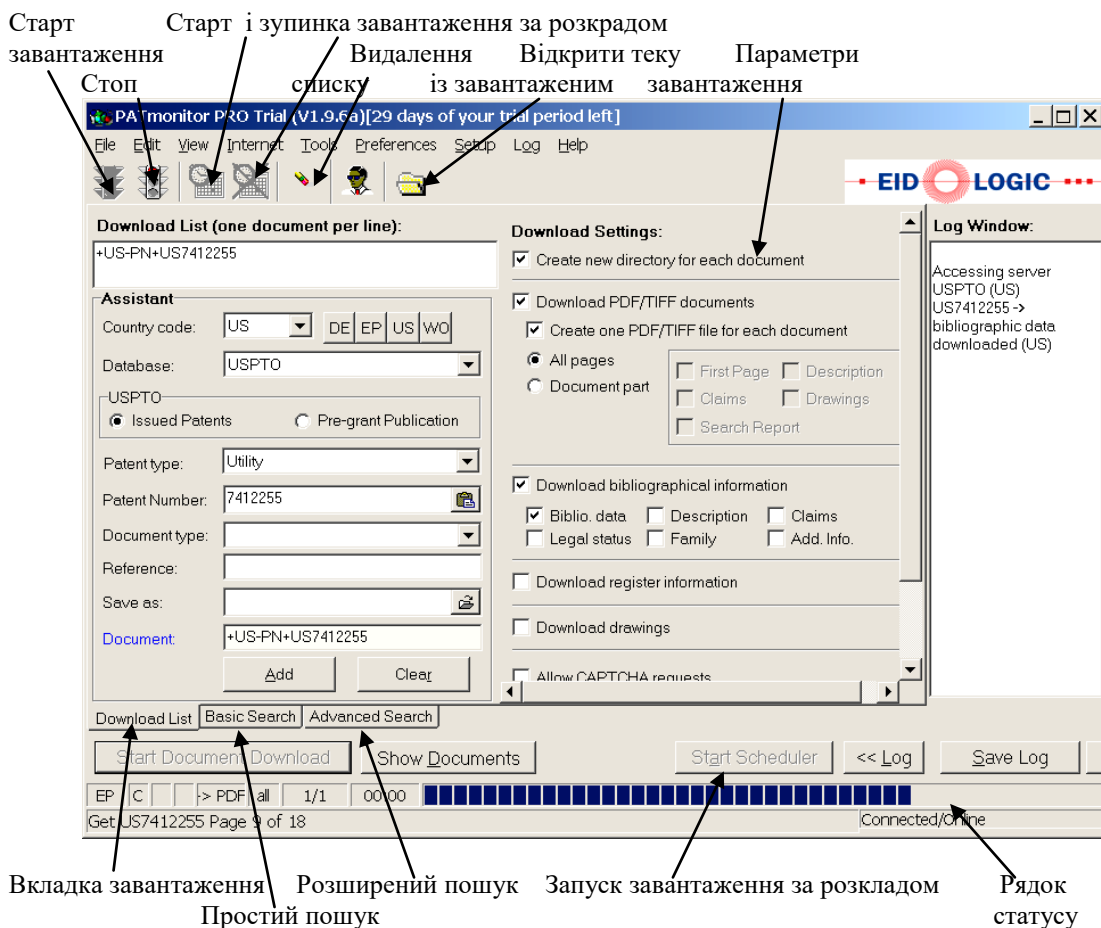 Старт Старт і зупинка завантаження за розкрадом
завантаження Видалення Відкрити теку Параметри
Стоп списку із завантаженим завантаження
PATmonitor PRO Trial (V1.9.6a)[29 days of your trial period left]
File Edit View Internet Tools Preferences Setup Log Help
EID LOGIC
Download List (one document per line):
+US-PN+US7412255
Assistant
Country code: US DE EP US WO
Database: USPTO
USPTO
Issued Patents Pre-grant Publication
Patent type: Utility
Patent Number: 7412255
Document type:
Reference:
Save as:
Document: +US-PN+US7412255
Add Clear
Download List Basic Search Advanced Search
Download Settings:
Create new directory for each document
Download PDF/TIFF documents
Create one PDF/TIFF file for each document
All pages
Document part
First Page Description
Claims Drawings
Search Report
Download bibliographical information
Biblio. data Description Claims
Legal status Family Add. Info.
Download register information
Download drawings
Allow CAPTCHA requests
Log Window:
Accessing server
USPTO (US)
US7412255 ->
bibliographic data
downloaded (US)
Start Document Download Show Documents Start Scheduler << Log Save Log
EP C -> PDF all 1/1 00:00
Get US7412255 Page 9 of 18 Connected/Online
Вкладка завантаження Розширений пошук Запуск завантаження за розкладом Рядок
Простий пошук статусу